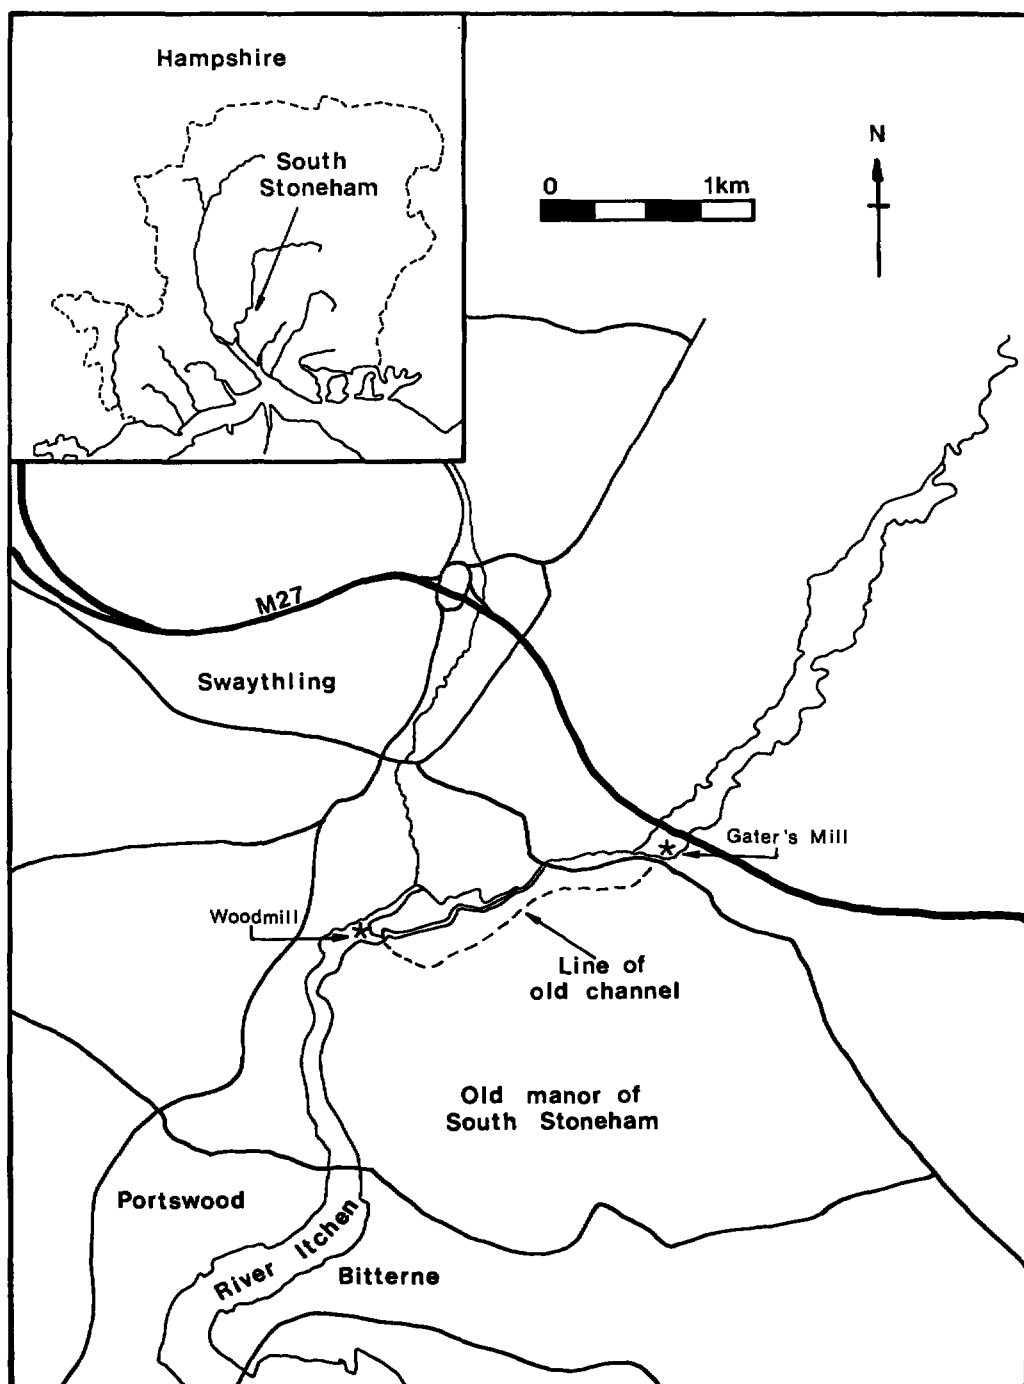 Hampshire
South
Stoneham
N
0 1km
M27
Swaythling
Gater's Mill
Woodmill
Line of
old channel
Old manor of
South Stoneham
Portswood
River Itchen
Bitterne